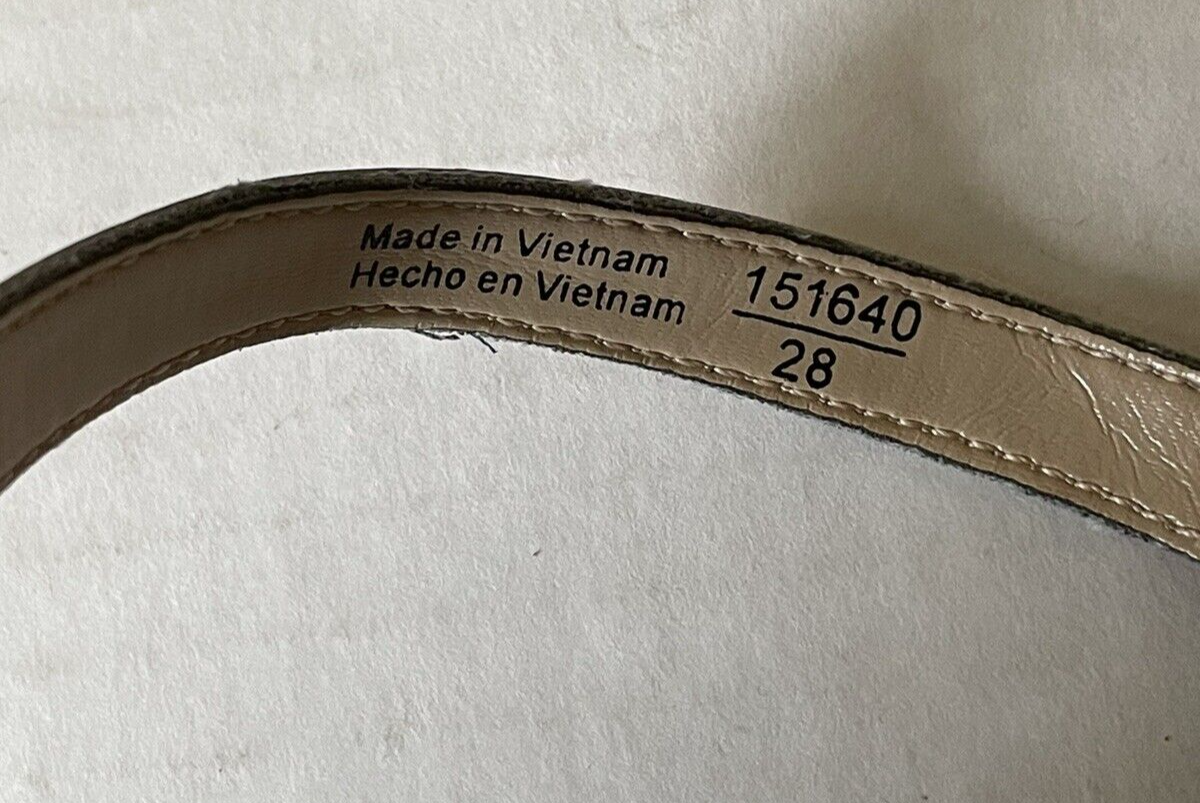 Made in Vietnam
Hecho en Vietnam
151640
28